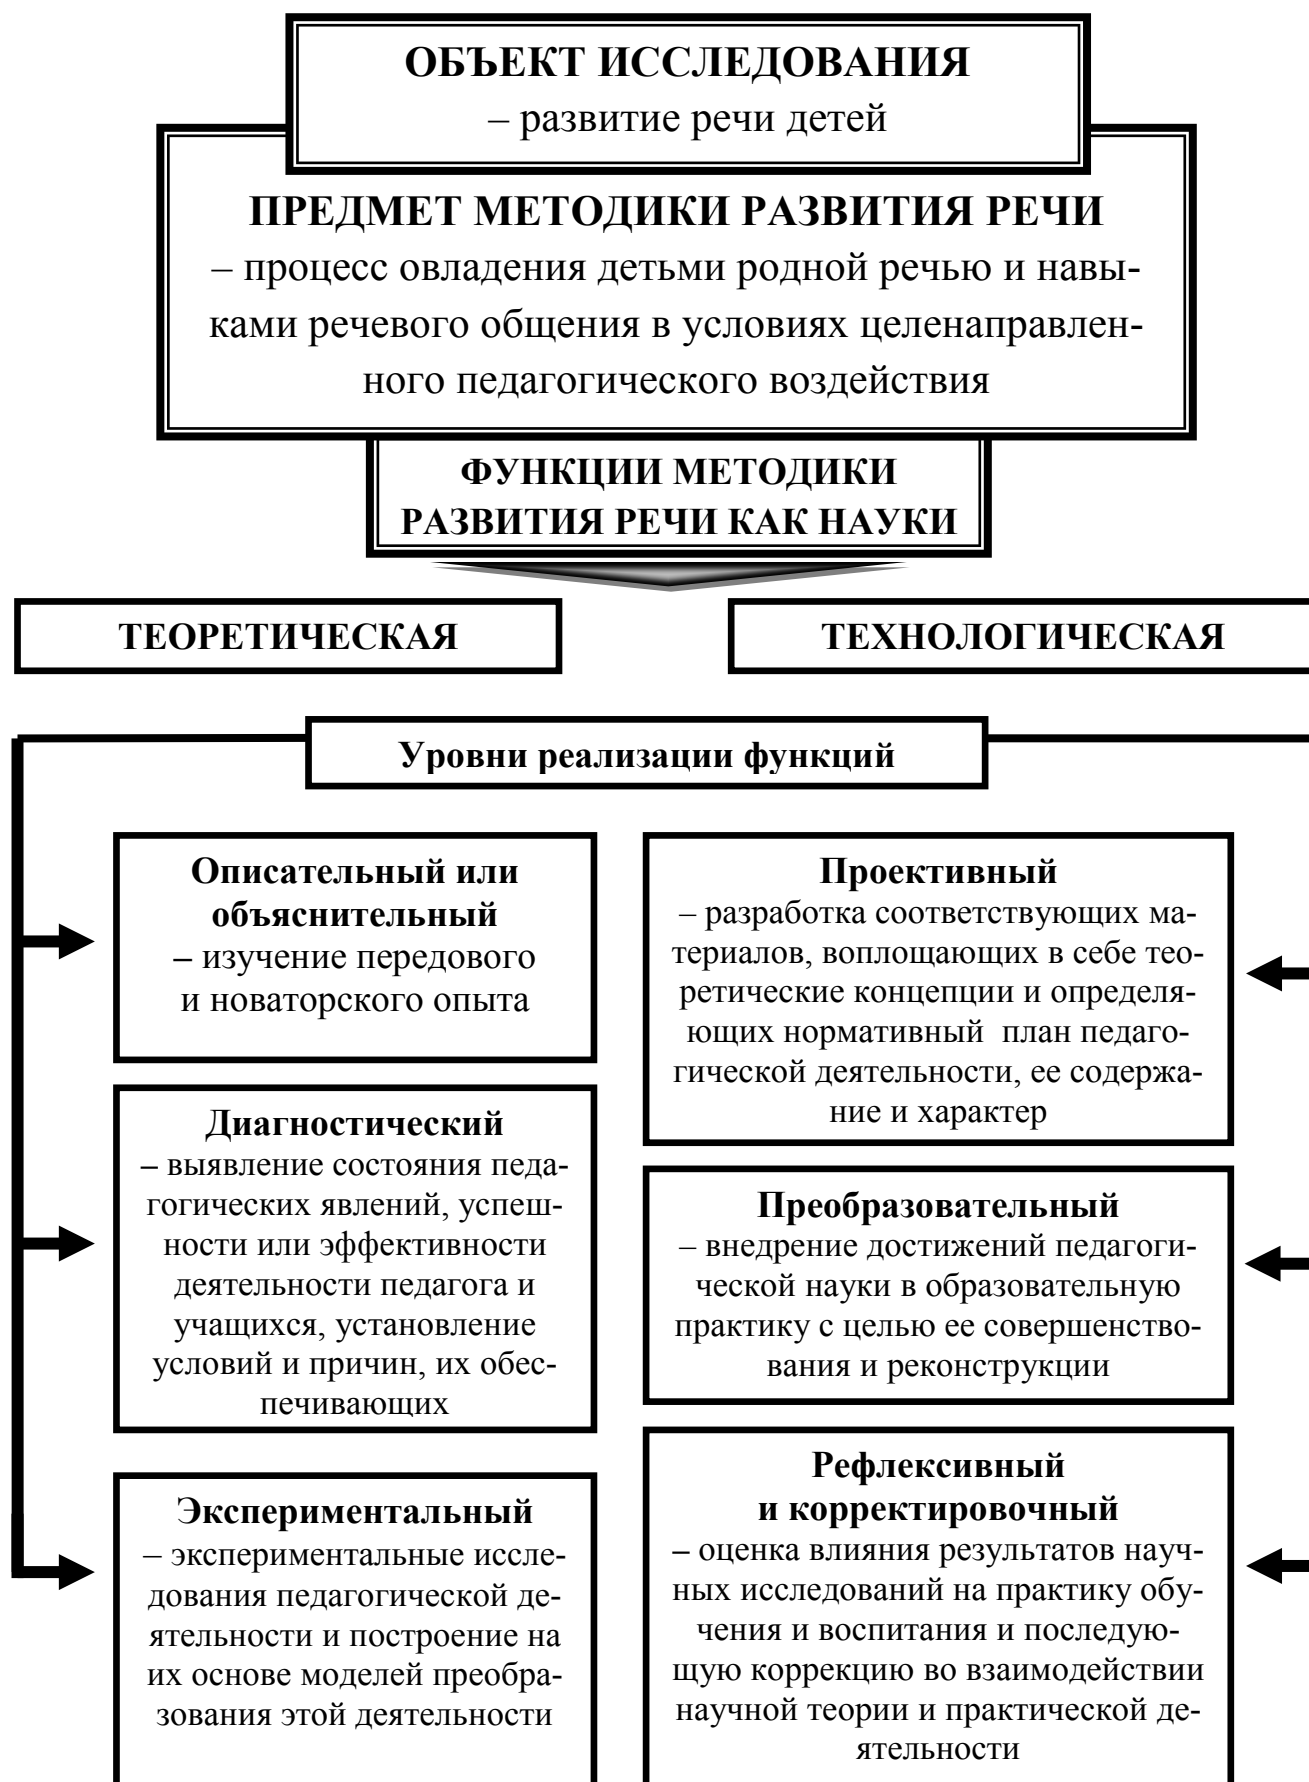 ОБЪЕКТ ИССЛЕДОВАНИЯ
– развитие речи детей
ПРЕДМЕТ МЕТОДИКИ РАЗВИТИЯ РЕЧИ
– процесс овладения детьми родной речью и навы-
ками речевого общения в условиях целенаправлен-
ного педагогического воздействия
ФУНКЦИИ МЕТОДИКИ
РАЗВИТИЯ РЕЧИ КАК НАУКИ
ТЕОРЕТИЧЕСКАЯ
ТЕХНОЛОГИЧЕСКАЯ
Уровни реализации функций
Описательный или
объяснительный
– изучение передового
и новаторского опыта
Диагностический
– выявление состояния педа-
гогических явлений, успеш-
ности или эффективности
деятельности педагога и
учащихся, установление
условий и причин, их обес-
печивающих
Экспериментальный
– экспериментальные иссле-
дования педагогической де-
ятельности и построение на
их основе моделей преобра-
зования этой деятельности
Проективный
– разработка соответствующих ма-
териалов, воплощающих в себе тео-
ретические концепции и определя-
ющих нормативный план педаго-
гической деятельности, ее содержа-
ние и характер
Преобразовательный
– внедрение достижений педагоги-
ческой науки в образовательную
практику с целью ее совершенство-
вания и реконструкции
Рефлексивный
и корректировочный
– оценка влияния результатов науч-
ных исследований на практику обу-
чения и воспитания и последую-
щую коррекцию во взаимодействии
научной теории и практической де-
ятельности